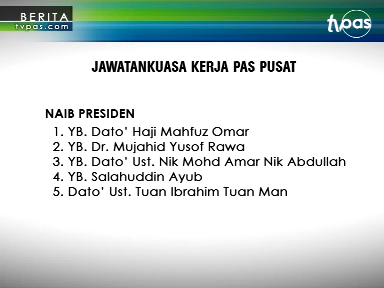 BERITA
tvpas.com
tvpas
JAWATANKUASA KERJA PAS PUSAT
NAIB PRESIDEN
1. YB. Dato' Haji Mahfuz Omar
2. YB. Dr. Mujahid Yusof Rawa
3. YB. Dato' Ust. Nik Mohd Amar Nik Abdullah
4. YB. Salahuddin Ayub
5. Dato' Ust. Tuan Ibrahim Tuan Man